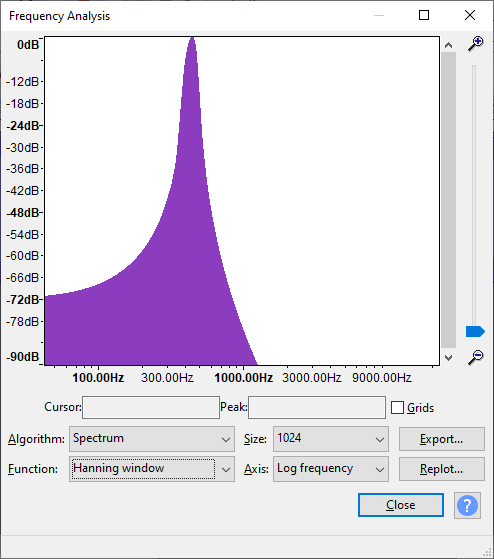 Frequency Analysis
0dB
-12dB
-18dB
-24dB
-30dB
-36dB
-42dB
-48dB
-54dB
-60dB
-66dB
-72dB
-78dB
-90dB
100.00Hz 300.00Hz 1000.00Hz 3000.00Hz 9000.00Hz
Cursor: Peak: Grids
Algorithm: Spectrum Size: 1024 Export...
Function: Hanning window Axis: Log frequency Replot...
Close ?